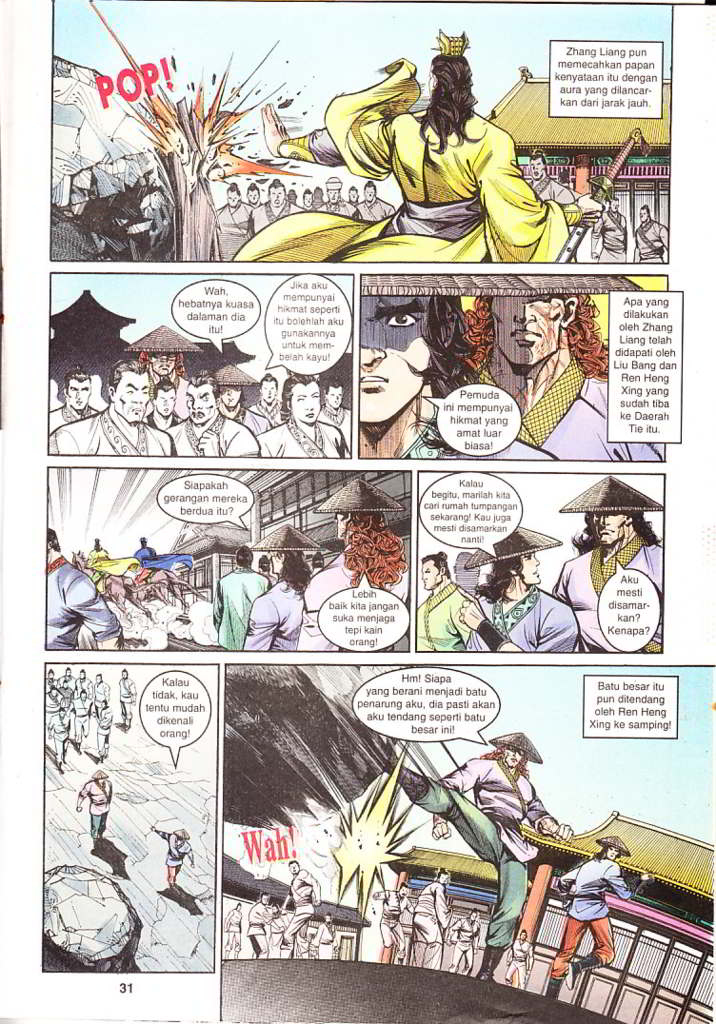 POP!
Zhang Liang pun
memecahkan papan
kenyataan itu dengan
aura yang dilancar-
kan dari jarak jauh.
Wah,
hebatnya kuasa
dalaman dia
itu!
Jika aku
mempunyai
hikmat seperti
itu bolehlah aku
gunakannya
untuk mem-
belah kayu!
Pemuda
ini mempunyai
hikmat yang
amat luar
biasa!
Apa yang
dilakukan
oleh Zhang
Liang telah
didapati oleh
Liu Bang dan
Ren Heng
Xing yang
sudah tiba
ke Daerah
Tie itu.
Siapakah
gerangan mereka
berdua itu?
Lebih
baik kita jangan
suka menjaga
tepi kain
orang!
Kalau
begitu, marilah kita
cari rumah tumpangan
sekarang! Kau juga
mesti disamarkan
nanti!
Aku
mesti
disamar-
kan?
Kenapa?
Kalau
tidak, kau
tentu mudah
dikenali
orang!
Hm! Siapa
yang berani menjadi batu
penarung aku, dia pasti akan
aku tendang seperti batu
besar ini!
Batu besar itu
pun ditendang
oleh Ren Heng
Xing ke samping!
Wah!
31